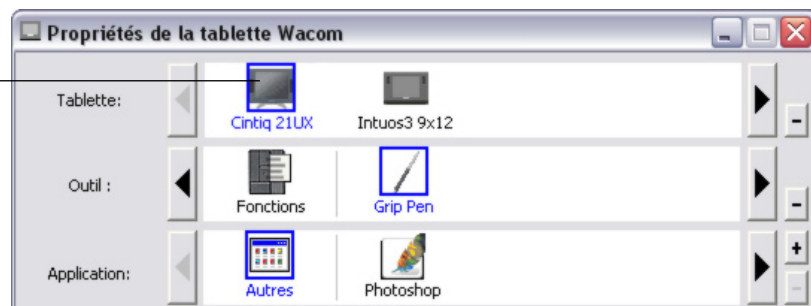 Propriétés de la tablette Wacom
Tablette:
Cintiq 21UX Intuos3 9x12
Outil :
Fonctions Grip Pen
Application:
Autres Photoshop